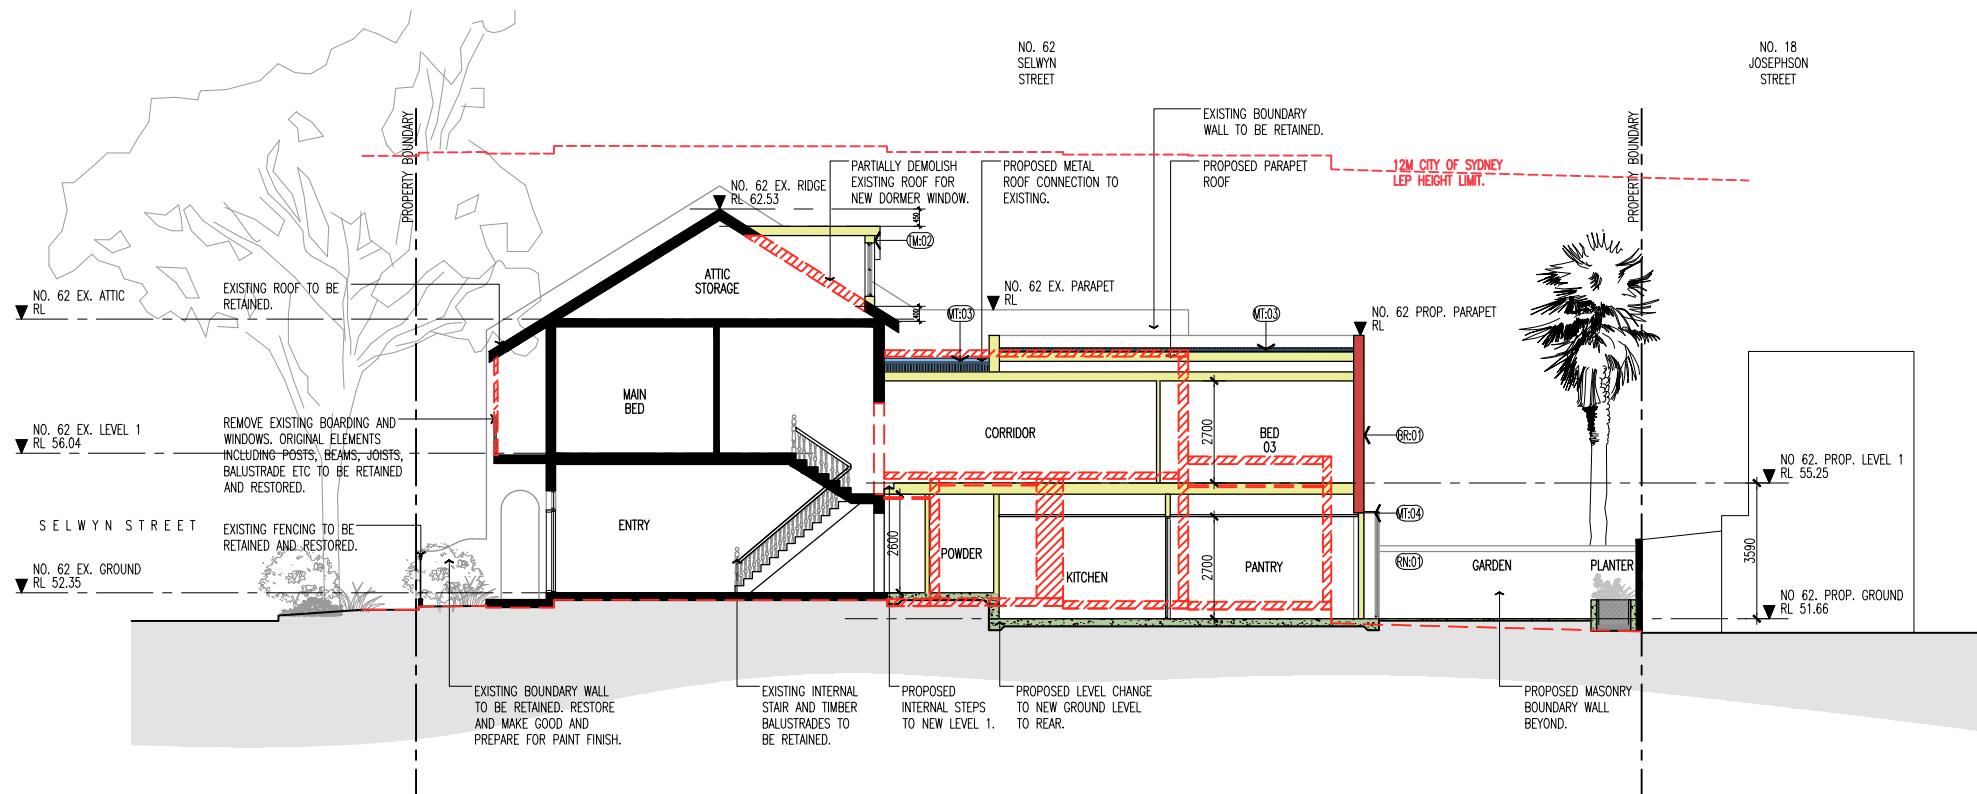 NO. 62
SELWYN
STREET
NO. 18
JOSEPHSON
STREET
PROPERTY BOUNDARY
PROPERTY BOUNDARY
EXISTING BOUNDARY
WALL TO BE RETAINED.
12M CITY OF SYDNEY
LEP HEIGHT LIMIT.
PARTIALLY DEMOLISH
EXISTING ROOF FOR
NEW DORMER WINDOW.
PROPOSED METAL
ROOF CONNECTION TO
EXISTING.
PROPOSED PARAPET
ROOF
NO. 62 EX. RIDGE
RL 62.53
450
TM:02
ATTIC
STORAGE
EXISTING ROOF TO BE
RETAINED.
NO. 62 EX. ATTIC
RL
NO. 62 EX. PARAPET
RL
400
MT:03
MT:03
NO. 62 PROP. PARAPET
RL
MAIN
BED
REMOVE EXISTING BOARDING AND
WINDOWS. ORIGINAL ELEMENTS
INCLUDING POSTS, BEAMS, JOISTS,
BALUSTRADE ETC TO BE RETAINED
AND RESTORED.
NO. 62 EX. LEVEL 1
RL 56.04
CORRIDOR
2700
BED
03
BR:01
NO 62. PROP. LEVEL 1
RL 55.25
SELWYN STREET
EXISTING FENCING TO BE
RETAINED AND RESTORED.
ENTRY
2600
POWDER
KITCHEN
2700
PANTRY
MT:04
RN:01
GARDEN
PLANTER
3590
NO. 62 EX. GROUND
RL 52.35
NO 62. PROP. GROUND
RL 51.66
EXISTING BOUNDARY WALL
TO BE RETAINED. RESTORE
AND MAKE GOOD AND
PREPARE FOR PAINT FINISH.
EXISTING INTERNAL
STAIR AND TIMBER
BALUSTRADES TO
BE RETAINED.
PROPOSED
INTERNAL STEPS
TO NEW LEVEL 1.
PROPOSED LEVEL CHANGE
TO NEW GROUND LEVEL
TO REAR.
PROPOSED MASONRY
BOUNDARY WALL
BEYOND.